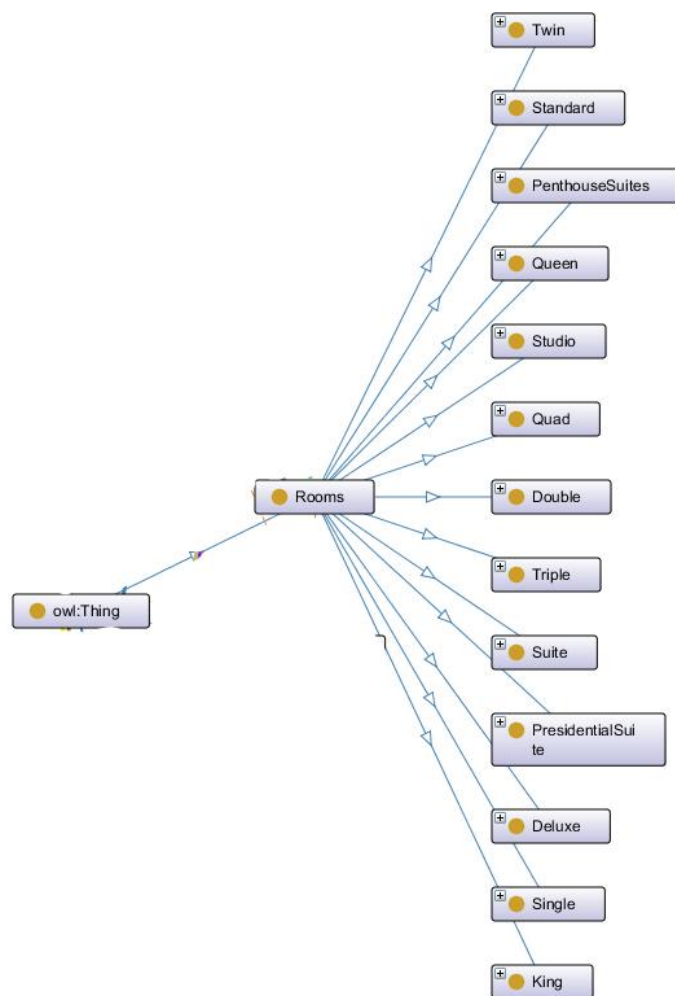 Twin
Standard
PenthouseSuites
Queen
Studio
Quad
Rooms
Double
Triple
owl:Thing
Suite
PresidentialSui
te
Deluxe
Single
King